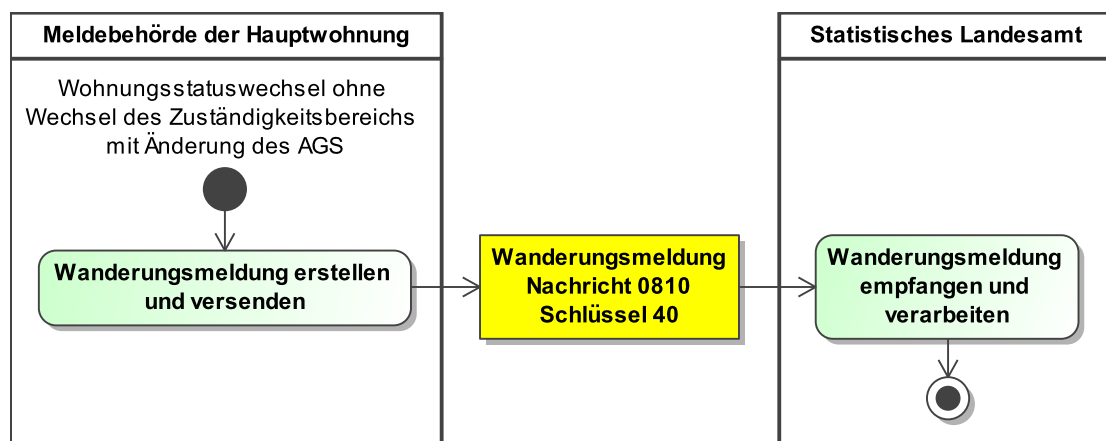 Meldebehörde der Hauptwohnung
Wohnungsstatuswechsel ohne
Wechsel des Zuständigkeitsbereichs
mit Änderung des AGS
Wanderungsmeldung erstellen
und versenden
Wanderungsmeldung
Nachricht 0810
Schlüssel 40
Statistisches Landesamt
Wanderungsmeldung
empfangen und
verarbeiten